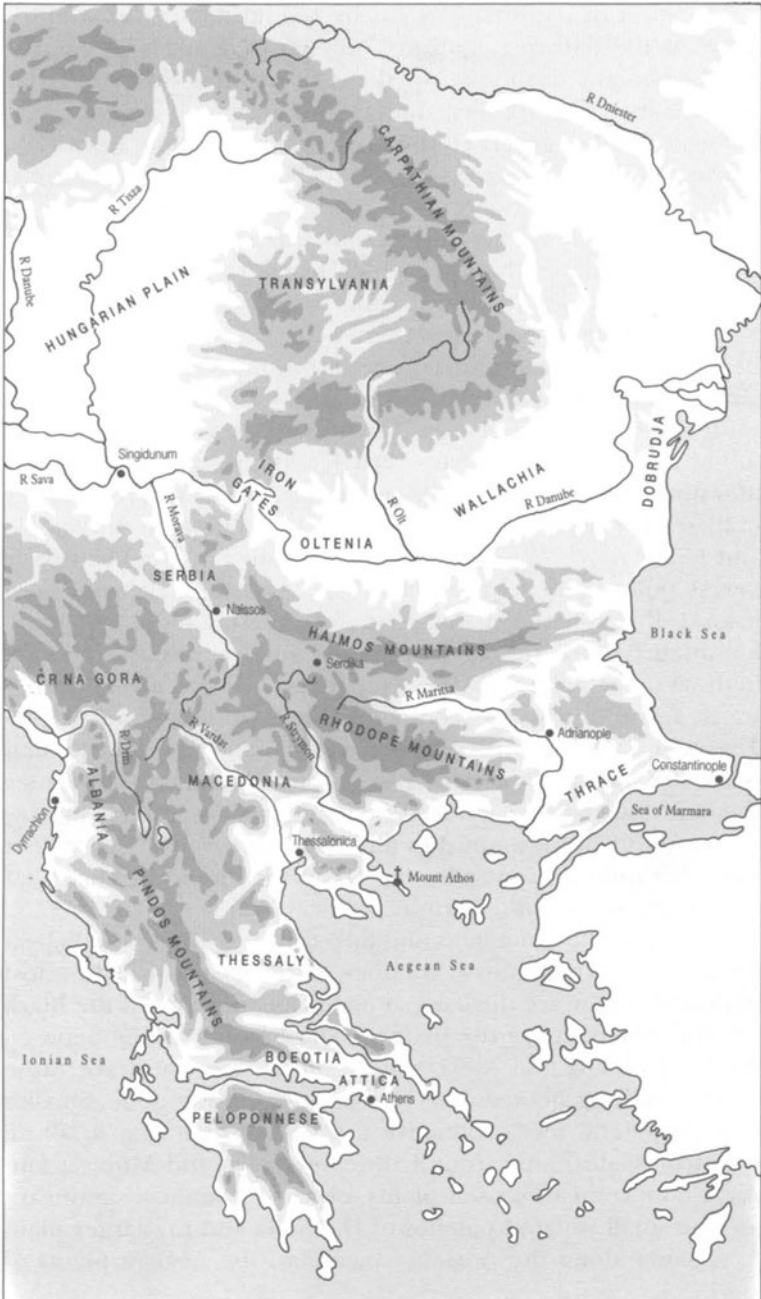 R Dniester
CARPATHIAN MOUNTAINS
R Tisza
R Danube
HUNGARIAN PLAIN
TRANSYLVANIA
DOBRUDJA
Singidunum
IRON
GATES
WALLACHIA
R Sava
R Olt
R Danube
R Morava
OLTENIA
SERBIA
Naissos
HAIMOS MOUNTAINS
Black Sea
Serdika
ČRNA GORA
R Maritsa
R Drin
R Vardar
R Strymon
RHODOPE MOUNTAINS
Adrianople
MACEDONIA
Constantinople
ALBANIA
THRACE
Dyrrachion
Sea of Marmara
Thessalonica
Mount Athos
PINDOS MOUNTAINS
THESSALY
Aegean Sea
Ionian Sea
BOEOTIA
ATTICA
Athens
PELOPONNESE